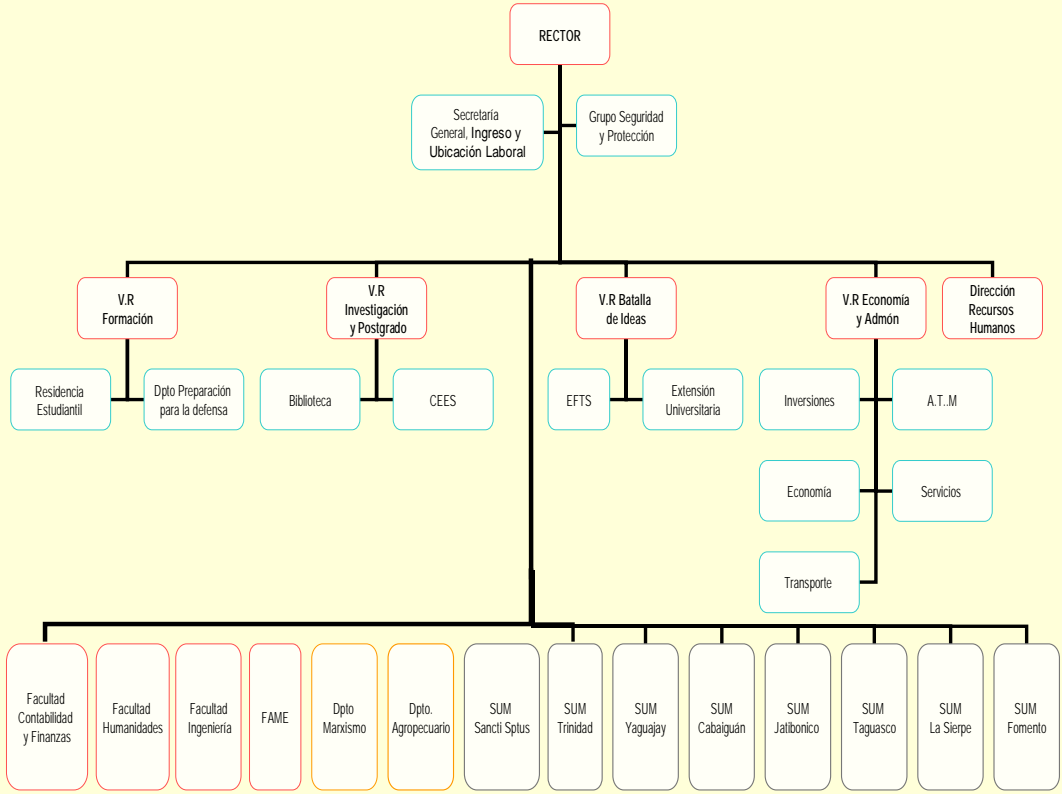 RECTOR
Secretaría
General, Ingreso y
Ubicación Laboral
Grupo Seguridad
y Protección
V.R
Formación
V.R
Investigación
y Postgrado
V.R Batalla
de Ideas
V.R Economía
y Admón
Dirección
Recursos
Humanos
Residencia
Estudiantil
Dpto Preparación
para la defensa
Biblioteca
CEES
EFTS
Extensión
Universitaria
Inversiones
A.T..M
Economía
Servicios
Transporte
Facultad
Contabilidad
y Finanzas
Facultad
Humanidades
Facultad
Ingeniería
FAME
Dpto
Marxismo
Dpto.
Agropecuario
SUM
Sancti Sptus
SUM
Trinidad
SUM
Yaguajay
SUM
Cabaiguán
SUM
Jatibonico
SUM
Taguasco
SUM
La Sierpe
SUM
Fomento